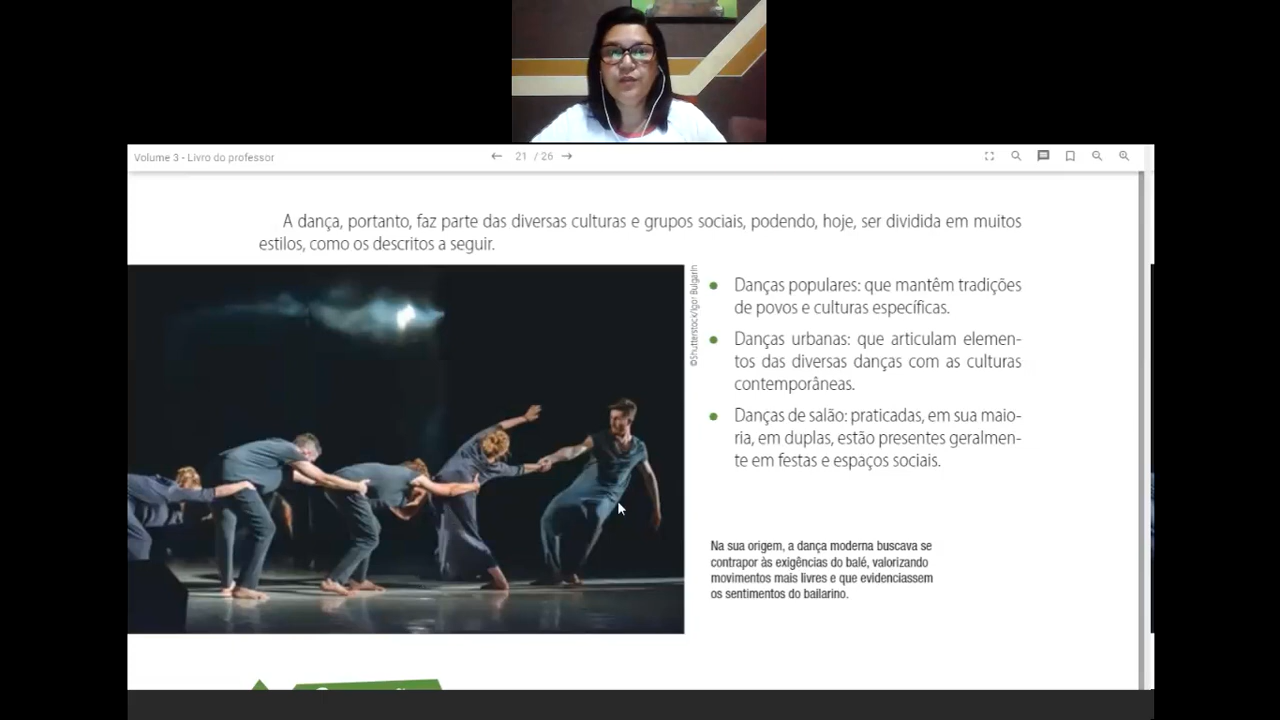 Volume 3 - Livro do professor
21 / 26
A dança, portanto, faz parte das diversas culturas e grupos sociais, podendo, hoje, ser dividida em muitos
estilos, como os descritos a seguir.
©Shutterstock/Igor Bulgarin
Danças populares: que mantêm tradições
de povos e culturas específicas.
Danças urbanas: que articulam elemen-
tos das diversas danças com as culturas
contemporâneas.
Danças de salão: praticadas, em sua maio-
ria, em duplas, estão presentes geralmen-
te em festas e espaços sociais.
Na sua origem, a dança moderna buscava se
contrapor às exigências do balé, valorizando
movimentos mais livres e que evidenciassem
os sentimentos do bailarino.